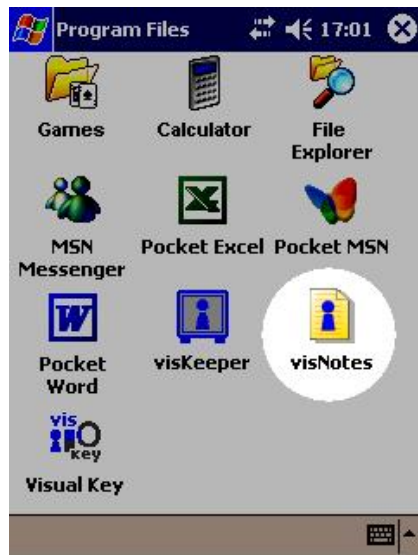 Program Files 17:01
Games Calculator File Explorer
MSN Messenger Pocket Excel Pocket MSN
W
Pocket Word visKeeper visNotes
vis
Key
Visual Key